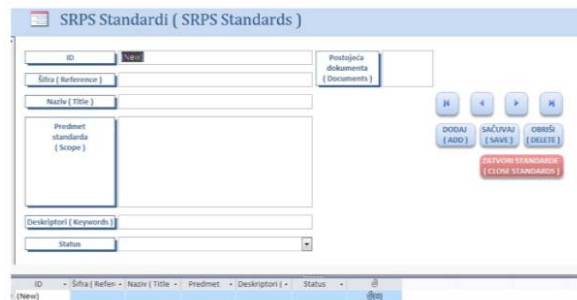 SRPS Standardi ( SRPS Standards )
ID
(New)
Postojeća
dokumenta
( Documents )
Šifra ( Reference )
Naziv ( Title )
Predmet
standarda
( Scope )
DODAJ
( ADD )
SAČUVAJ
( SAVE )
OBRIŠI
( DELETE )
ZATVORI STANDARDE
( CLOSE STANDARDS )
Deskriptori ( Keywords )
Status
ID Šifra ( Refer Naziv ( Title Predmet Deskriptori ( Status
(New) (0)